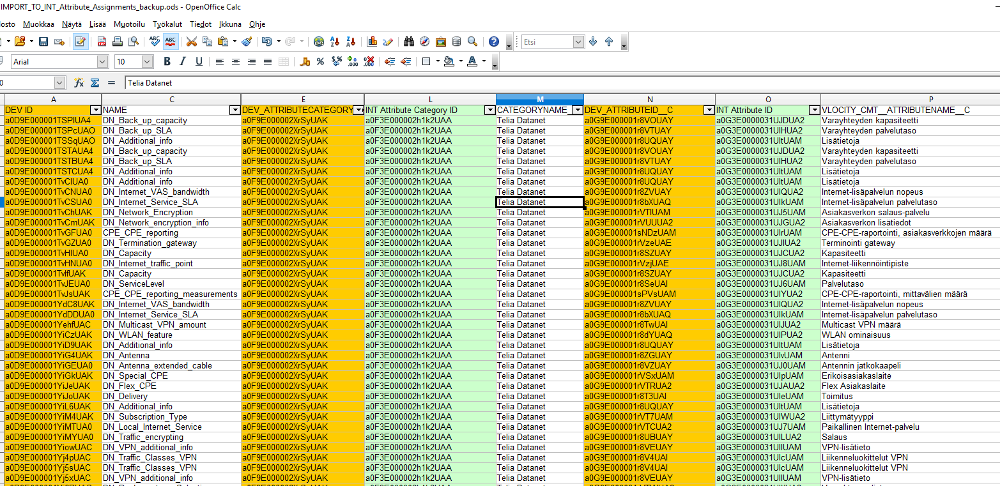 IMPORT_TO_INT_Attribute_Assignments_backup.ods - OpenOffice Calc
osto Muokkaa Näytä Lisää Muotoilu Työkalut Tiedot Ikkuna Ohje
Etsi
Arial 10
0 Telia Datanet
A C E L M N O P
DEV ID NAME DEV_ATTRIBUTECATEGORY INT Attribute Category ID CATEGORYNAME_ DEV_ATTRIBUTEID__C INT Attribute ID VLOCITY_CMT__ATTRIBUTENAME__C
a0D9E000001TSPIUA4 DN_Back_up_capacity a0F9E000002XrSyUAK a0F3E000002h1k2UAA Telia Datanet a0G9E000001r8VOUAY a0G3E0000031UJDUA2 Varayhteyden kapasiteetti
a0D9E000001TSPcUAO DN_Back_up_SLA a0F9E000002XrSyUAK a0F3E000002h1k2UAA Telia Datanet a0G9E000001r8VTUAY a0G3E0000031UIHUA2 Varayhteyden palvelutaso
a0D9E000001TSSqUAO DN_Additional_info a0F9E000002XrSyUAK a0F3E000002h1k2UAA Telia Datanet a0G9E000001r8UQUAY a0G3E0000031UItUAM Lisätietoja
a0D9E000001TSTAUA4 DN_Back_up_capacity a0F9E000002XrSyUAK a0F3E000002h1k2UAA Telia Datanet a0G9E000001r8VOUAY a0G3E0000031UJDUA2 Varayhteyden kapasiteetti
a0D9E000001TSTBUA4 DN_Back_up_SLA a0F9E000002XrSyUAK a0F3E000002h1k2UAA Telia Datanet a0G9E000001r8VTUAY a0G3E0000031UIHUA2 Varayhteyden palvelutaso
a0D9E000001TSTCUA4 DN_Additional_info a0F9E000002XrSyUAK a0F3E000002h1k2UAA Telia Datanet a0G9E000001r8UQUAY a0G3E0000031UItUAM Lisätietoja
a0D9E000001TvCIUA0 DN_Additional_info a0F9E000002XrSyUAK a0F3E000002h1k2UAA Telia Datanet a0G9E000001r8UQUAY a0G3E0000031UItUAM Lisätietoja
a0D9E000001TvCNUA0 DN_Internet_VAS_bandwidth a0F9E000002XrSyUAK a0F3E000002h1k2UAA Telia Datanet a0G9E000001r8ZVUAY a0G3E0000031UIQUA2 Internet-lisäpalvelun nopeus
a0D9E000001TvCSUA0 DN_Internet_Service_SLA a0F9E000002XrSyUAK a0F3E000002h1k2UAA Telia Datanet a0G9E000001r8bXUAQ a0G3E0000031UIkUAM Internet-lisäpalvelun palvelutaso
a0D9E000001TvChUAK DN_Network_Encryption a0F9E000002XrSyUAK a0F3E000002h1k2UAA Telia Datanet a0G9E000001rVTlUAM a0G3E0000031UJ5UAM Asiakasverkon salaus-palvelu
a0D9E000001TvCmUAK DN_Network_encryption_info a0F9E000002XrSyUAK a0F3E000002h1k2UAA Telia Datanet a0G9E000001rVUUUA2 a0G3E0000031UJGUA2 Asiakasverkon lisätiedot
a0D9E000001TvGFUA0 CPE_CPE_reporting a0F9E000002XrSyUAK a0F3E000002h1k2UAA Telia Datanet a0G9E000001sNDzUAM a0G3E0000031UIrUAM CPE-CPE-raportointi, asiakasverkkojen määrä
a0D9E000001TvGZUA0 DN_Termination_gateway a0F9E000002XrSyUAK a0F3E000002h1k2UAA Telia Datanet a0G9E000001rVzeUAE a0G3E0000031UJIUA2 Terminointi gateway
a0D9E000001TvHIUA0 DN_Capacity a0F9E000002XrSyUAK a0F3E000002h1k2UAA Telia Datanet a0G9E000001r8SZUAY a0G3E0000031UJCUA2 Kapasiteetti
a0D9E000001TvHNUA0 DN_Internet_traffic_point a0F9E000002XrSyUAK a0F3E000002h1k2UAA Telia Datanet a0G9E000001rVzjUAE a0G3E0000031UJ8UAM Internet-liikennöintipiste
a0D9E000001TvIfUAK DN_Capacity a0F9E000002XrSyUAK a0F3E000002h1k2UAA Telia Datanet a0G9E000001r8SZUAY a0G3E0000031UJCUA2 Kapasiteetti
a0D9E000001TvJEUA0 DN_ServiceLevel a0F9E000002XrSyUAK a0F3E000002h1k2UAA Telia Datanet a0G9E000001r8SeUAI a0G3E0000031UJ6UAM Palvelutaso
a0D9E000001TvJsUAK CPE_CPE_reporting_measurements a0F9E000002XrSyUAK a0F3E000002h1k2UAA Telia Datanet a0G9E000001sPVsUAM a0G3E0000031UIYUA2 CPE-CPE-raportointi, mittavälien määrä
a0D9E000001YdC8UAK DN_Internet_VAS_bandwidth a0F9E000002XrSyUAK a0F3E000002h1k2UAA Telia Datanet a0G9E000001r8ZVUAY a0G3E0000031UIQUA2 Internet-lisäpalvelun nopeus
a0D9E000001YdDDUA0 DN_Internet_Service_SLA a0F9E000002XrSyUAK a0F3E000002h1k2UAA Telia Datanet a0G9E000001r8bXUAQ a0G3E0000031UIkUAM Internet-lisäpalvelun palvelutaso
a0D9E000001YehfUAC DN_Multicast_VPN_amount a0F9E000002XrSyUAK a0F3E000002h1k2UAA Telia Datanet a0G9E000001r8TwUAI a0G3E0000031UIJUA2 Multicast VPN määrä
a0D9E000001YiCzUAK DN_WLAN_feature a0F9E000002XrSyUAK a0F3E000002h1k2UAA Telia Datanet a0G9E000001r8dYUAQ a0G3E0000031UIPUA2 WLAN ominaisuus
a0D9E000001YiD9UAK DN_Additional_info a0F9E000002XrSyUAK a0F3E000002h1k2UAA Telia Datanet a0G9E000001r8UQUAY a0G3E0000031UItUAM Lisätietoja
a0D9E000001YiG4UAK DN_Antenna a0F9E000002XrSyUAK a0F3E000002h1k2UAA Telia Datanet a0G9E000001r8ZGUAY a0G3E0000031UIvUAM Antenni
a0D9E000001YiGEUA0 DN_Antenna_extended_cable a0F9E000002XrSyUAK a0F3E000002h1k2UAA Telia Datanet a0G9E000001r8VZUAY a0G3E0000031UJ0UAM Antennin jatkokaapeli
a0D9E000001YiGkUAK DN_Special_CPE a0F9E000002XrSyUAK a0F3E000002h1k2UAA Telia Datanet a0G9E000001rVSxUAM a0G3E0000031UIpUAM Erikoisasiakaslaite
a0D9E000001YiJeUAK DN_Flex_CPE a0F9E000002XrSyUAK a0F3E000002h1k2UAA Telia Datanet a0G9E000001rVTRUA2 a0G3E0000031UJAUA2 Flex Asiakaslaite
a0D9E000001YiJoUAK DN_Delivery a0F9E000002XrSyUAK a0F3E000002h1k2UAA Telia Datanet a0G9E000001r8T3UAI a0G3E0000031UIeUAM Toimitus
a0D9E000001YiL6UAK DN_Additional_info a0F9E000002XrSyUAK a0F3E000002h1k2UAA Telia Datanet a0G9E000001r8UQUAY a0G3E0000031UItUAM Lisätietoja
a0D9E000001YiM4UAK DN_Subscription_Type a0F9E000002XrSyUAK a0F3E000002h1k2UAA Telia Datanet a0G9E000001rVT7UAM a0G3E0000031UIWUA2 Liittymätyyppi
a0D9E000001YiMTUA0 DN_Local_Internet_Service a0F9E000002XrSyUAK a0F3E000002h1k2UAA Telia Datanet a0G9E000001rVTCUA2 a0G3E0000031UJ7UAM Paikallinen Internet-palvelu
a0D9E000001YiMYUA0 DN_Traffic_encrypting a0F9E000002XrSyUAK a0F3E000002h1k2UAA Telia Datanet a0G9E000001r8UBUAY a0G3E0000031UILUA2 Salaus
a0D9E000001YiowUAC DN_VPN_additional_info a0F9E000002XrSyUAK a0F3E000002h1k2UAA Telia Datanet a0G9E000001r8VEUAY a0G3E0000031UIIUAM VPN-lisätieto
a0D9E000001Yj4pUAC DN_Traffic_Classes_VPN a0F9E000002XrSyUAK a0F3E000002h1k2UAA Telia Datanet a0G9E000001r8V4UAI a0G3E0000031UIcUAM Liikenneluokittelut VPN
a0D9E000001Yj5sUAC DN_Traffic_Classes_VPN a0F9E000002XrSyUAK a0F3E000002h1k2UAA Telia Datanet a0G9E000001r8V4UAI a0G3E0000031UIcUAM Liikenneluokittelut VPN
a0D9E000001Yj5xUAC DN_VPN_additional_info a0F9E000002XrSyUAK a0F3E000002h1k2UAA Telia Datanet a0G9E000001r8VEUAY a0G3E0000031UIIUAM VPN-lisätieto